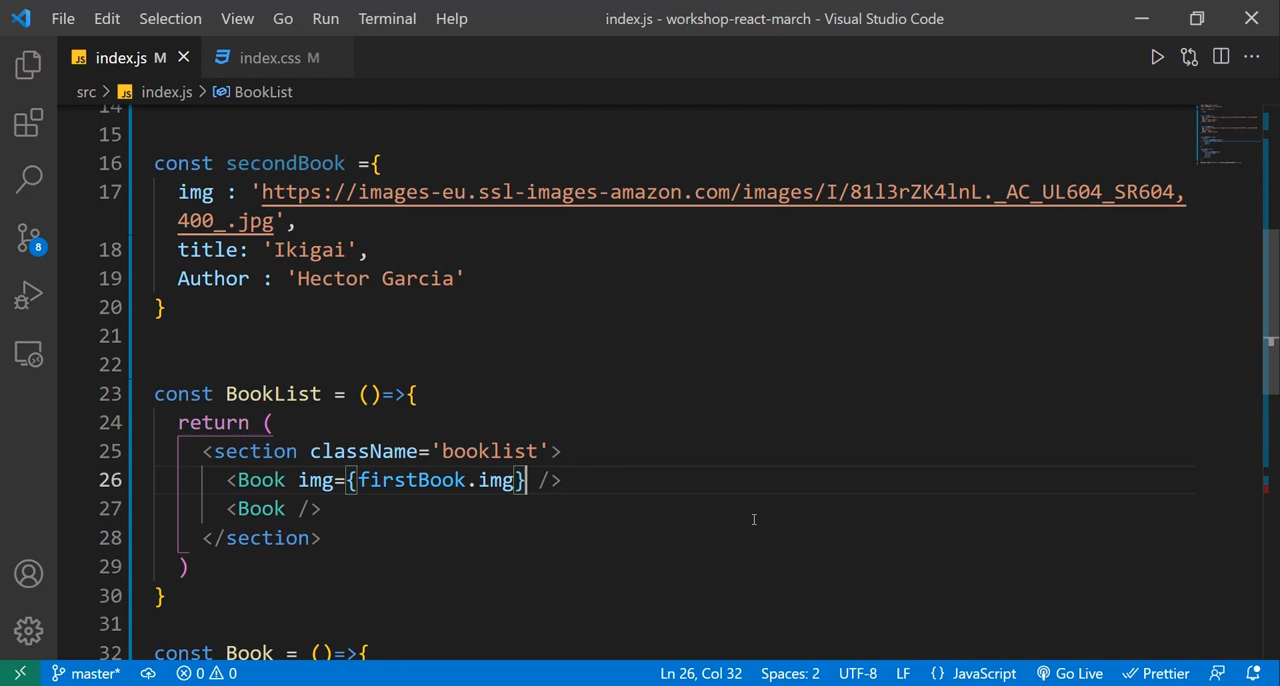 File Edit Selection View Go Run Terminal Help index.js - workshop-react-march - Visual Studio Code
JS index.js M index.css M
src > JS index.js > BookList
14
15
16 const secondBook ={
17 img : 'https://images-eu.ssl-images-amazon.com/images/I/81l3rZK4lnL._AC_UL604_SR604,
400_.jpg',
18 title: 'Ikigai',
19 Author : 'Hector Garcia'
20 }
21
22
23 const BookList = ()=>{
24 return (
25 <section className='booklist'>
26 <Book img={firstBook.img} />
27 <Book />
28 </section>
29 )
30 }
31
32 const Book = ()=>{
8
master* 0 0 Ln 26, Col 32 Spaces: 2 UTF-8 LF {} JavaScript Go Live Prettier